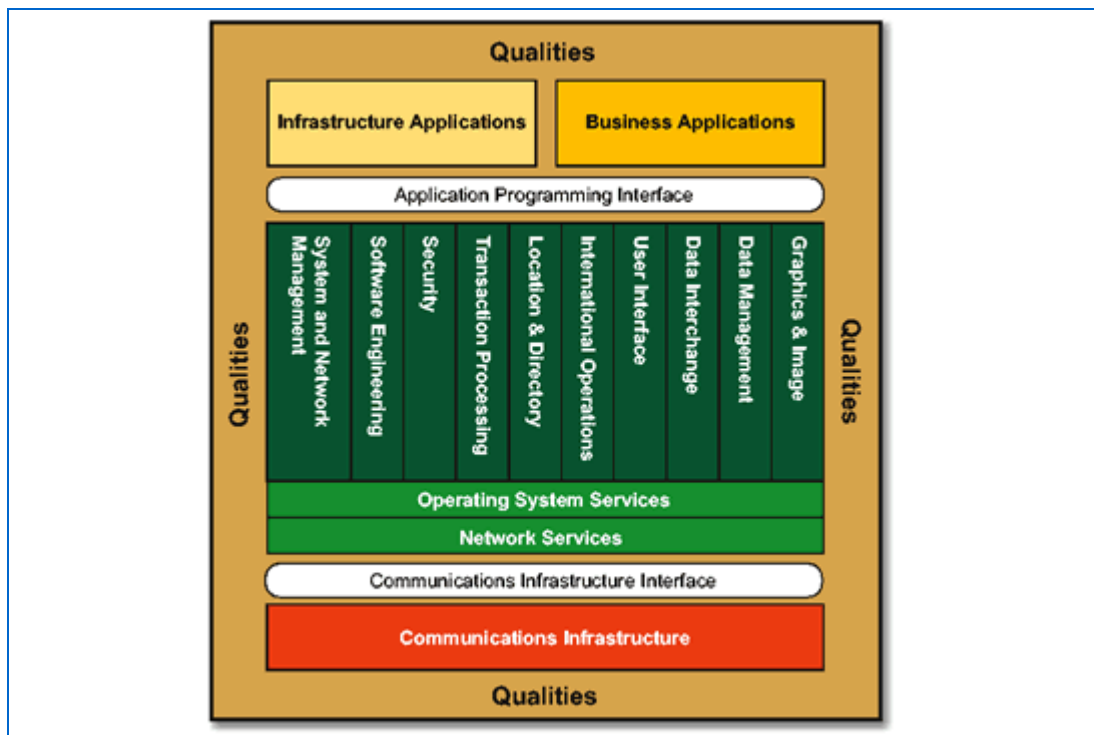 Qualities
Infrastructure Applications
Business Applications
Application Programming Interface
System and Network
Management
Software Engineering
Security
Transaction Processing
Location & Directory
International Operations
User Interface
Data Interchange
Data Management
Graphics & Image
Qualities
Qualities
Operating System Services
Network Services
Communications Infrastructure Interface
Communications Infrastructure
Qualities